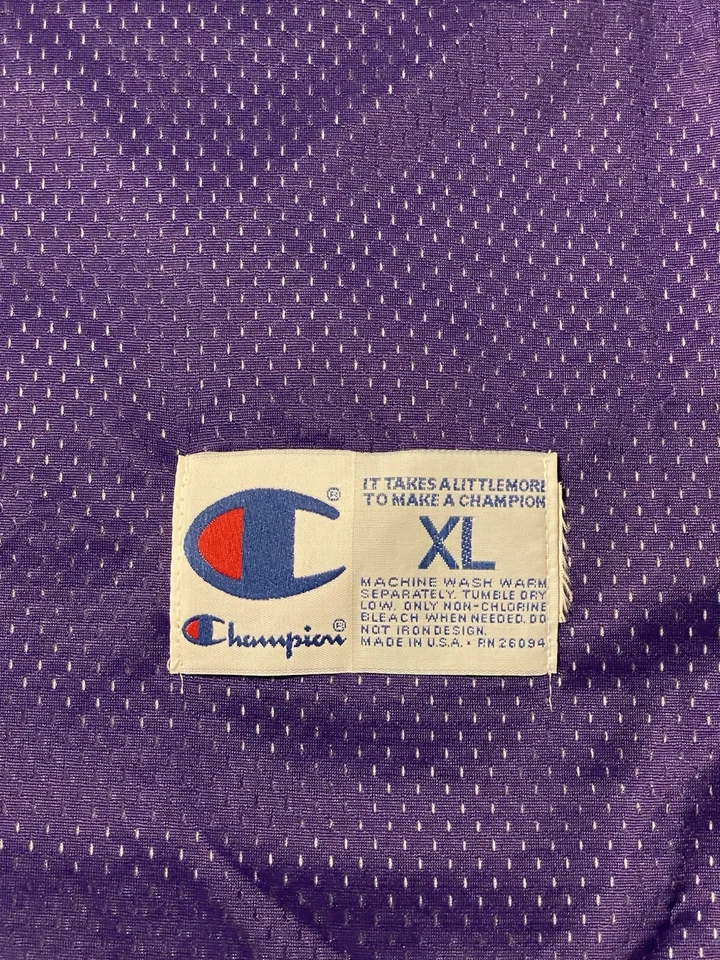 ®
IT TAKES A LITTLE MORE
TO MAKE A CHAMPION
XL
MACHINE WASH WARM
SEPARATELY. TUMBLE DRY
LOW. ONLY NON-CHLORINE
BLEACH WHEN NEEDED. DO
NOT IRON DESIGN.
MADE IN U.S.A. • RN 26094
Champion®